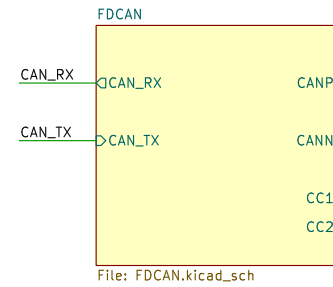 FDCAN
CAN_RX
CAN_RX
CANP
CAN_TX
CAN_TX
CANN
CC1
CC2
File: FDCAN.kicad_sch